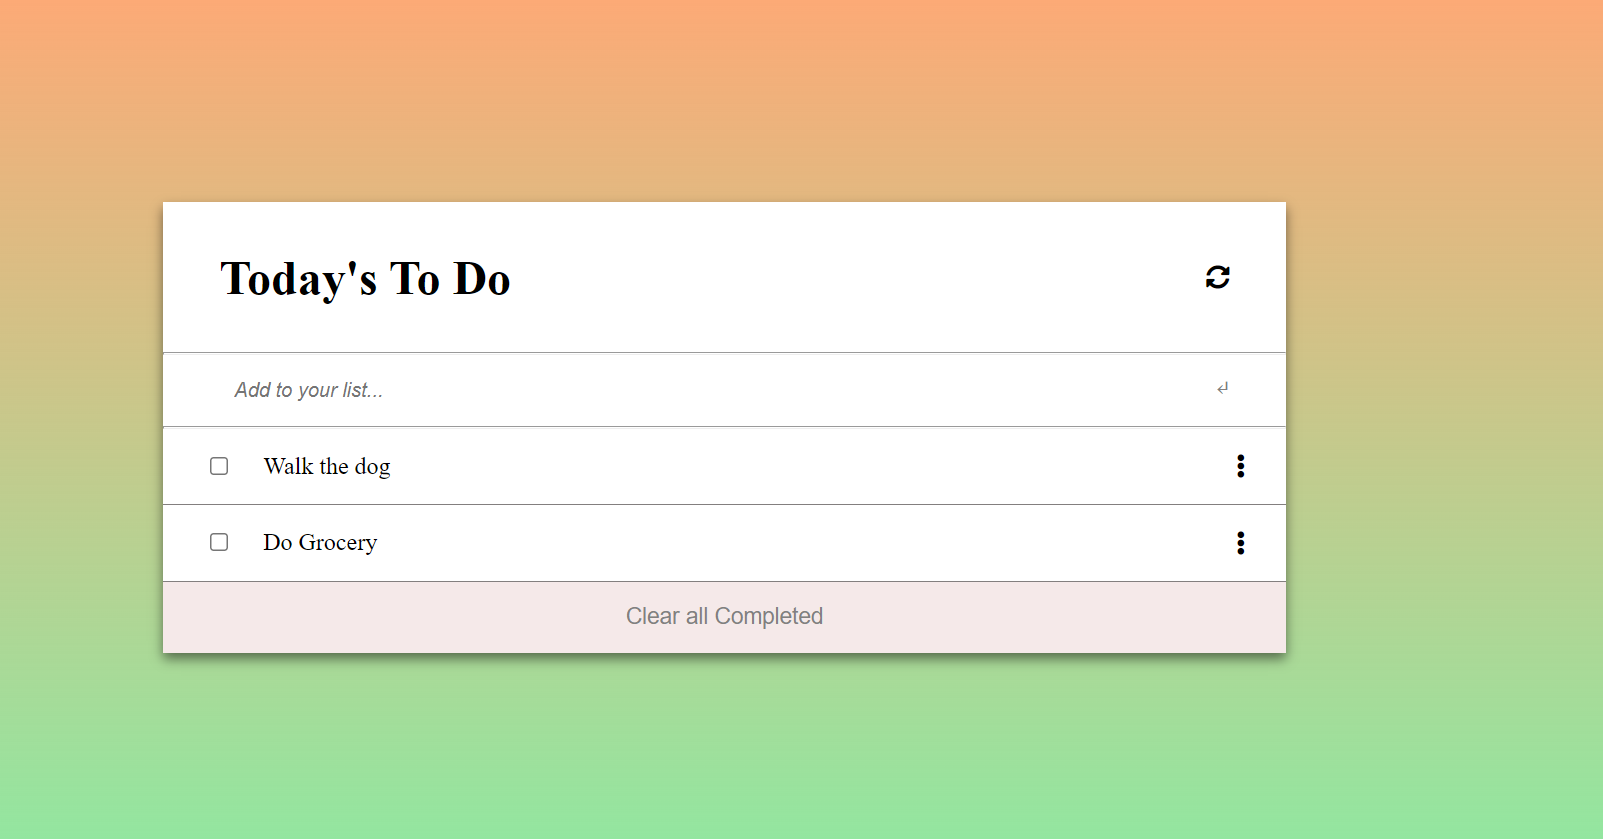 Today's To Do
Add to your list...
Walk the dog
Do Grocery
Clear all Completed